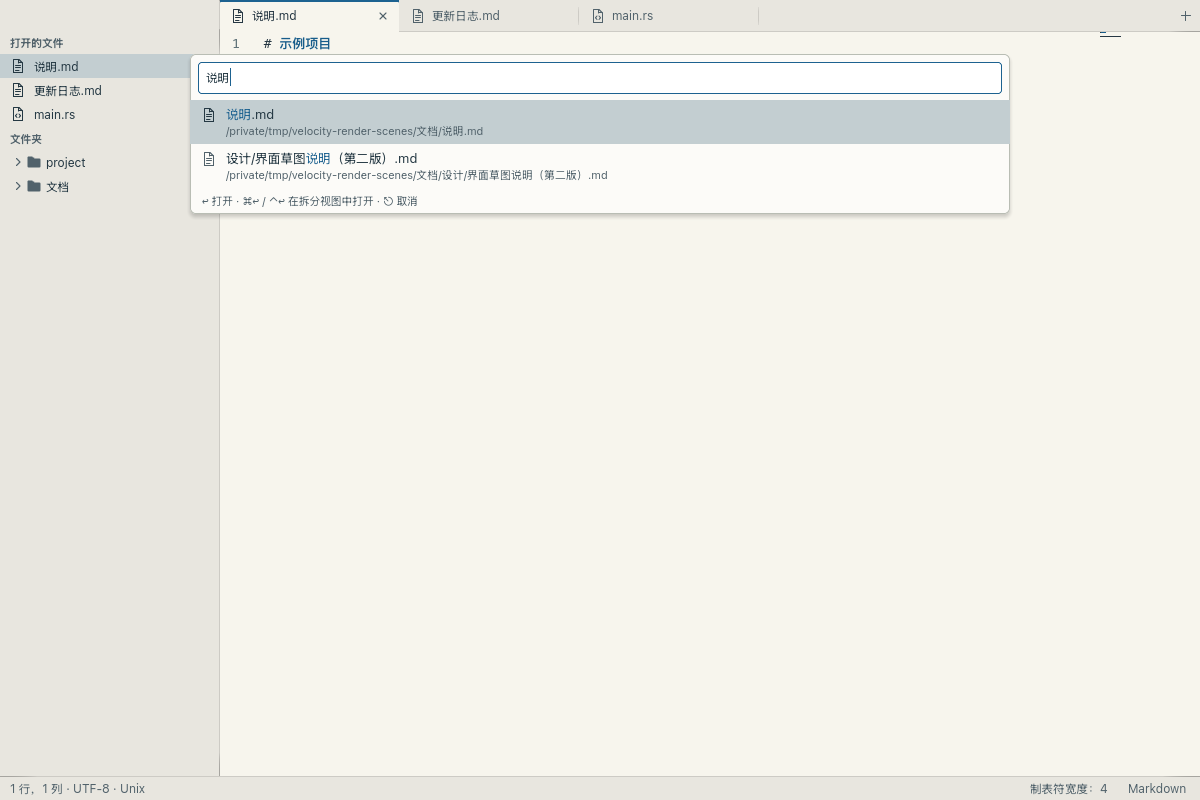 说明.md
更新日志.md
main.rs
打开的文件
说明.md
更新日志.md
main.rs
文件夹
project
文档
1 # 示例项目
说明
说明.md
/private/tmp/velocity-render-scenes/文档/说明.md
设计/界面草图说明（第二版）.md
/private/tmp/velocity-render-scenes/文档/设计/界面草图说明（第二版）.md
↩ 打开 · ⌘↩ / ^↩ 在拆分视图中打开 · ⎋ 取消
1 行，1 列 · UTF-8 · Unix
制表符宽度：4 Markdown